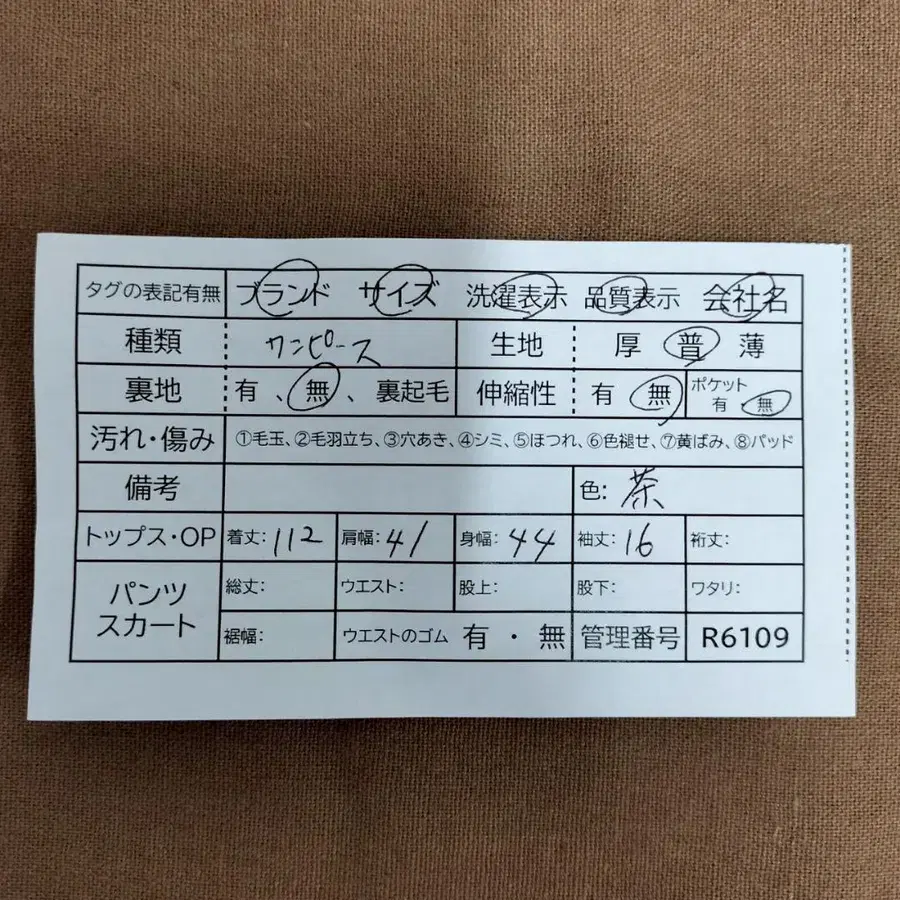 タグの表記有無 ブランド サイズ 洗濯表示 品質表示 会社名
種類 ワンピース 生地 厚 普 薄
裏地 有 、 無 、 裏起毛 伸縮性 有 無 ポケット 有 無
汚れ・傷み ①毛玉、②毛羽立ち、③穴あき、④シミ、⑤ほつれ、⑥色褪せ、⑦黄ばみ、⑧パッド
備考 色: 茶
トップス・OP 着丈: 112 肩幅: 41 身幅: 44 袖丈: 16 裄丈:
パンツ スカート 総丈: ウエスト: 股上: 股下: ワタリ:
裾幅: ウエストのゴム 有 ・ 無 管理番号 R6109